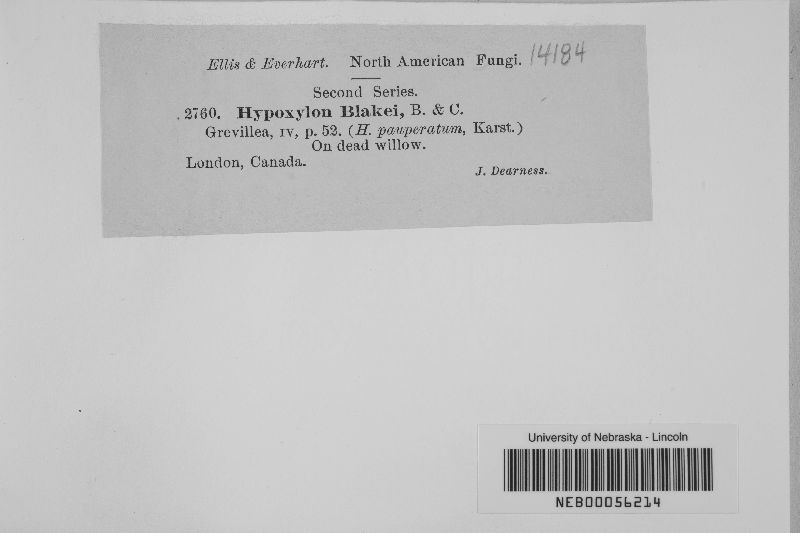 Ellis & Everhart. North American Fungi. 14184
Second Series.
2760. Hypoxylon Blakei, B. & C.
Grevillea, IV, p. 52. (H. pauperatum, Karst.)
On dead willow.
London, Canada.
J. Dearness.
University of Nebraska - Lincoln
NEB00056214